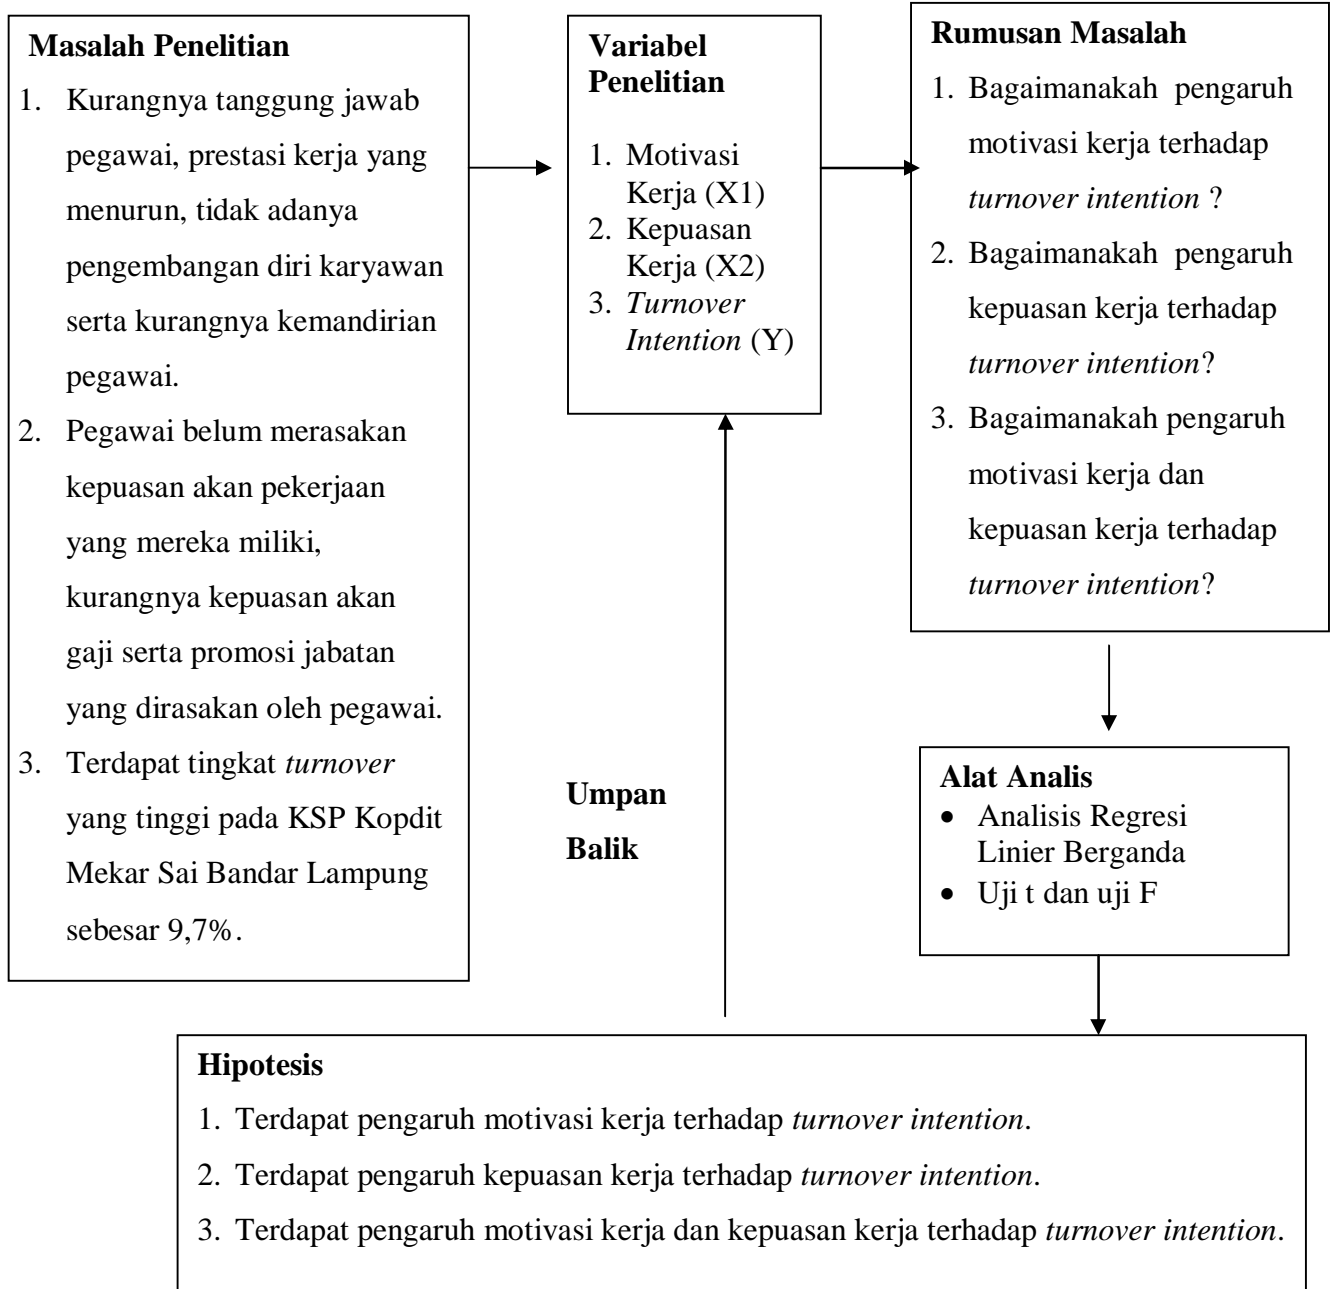 Masalah Penelitian
1. Kurangnya tanggung jawab
pegawai, prestasi kerja yang
menurun, tidak adanya
pengembangan diri karyawan
serta kurangnya kemandirian
pegawai.
2. Pegawai belum merasakan
kepuasan akan pekerjaan
yang mereka miliki,
kurangnya kepuasan akan
gaji serta promosi jabatan
yang dirasakan oleh pegawai.
3. Terdapat tingkat turnover
yang tinggi pada KSP Kopdit
Mekar Sai Bandar Lampung
sebesar 9,7%.
Variabel
Penelitian
1. Motivasi
Kerja (X1)
2. Kepuasan
Kerja (X2)
3. Turnover
Intention (Y)
Rumusan Masalah
1. Bagaimanakah pengaruh
motivasi kerja terhadap
turnover intention ?
2. Bagaimanakah pengaruh
kepuasan kerja terhadap
turnover intention?
3. Bagaimanakah pengaruh
motivasi kerja dan
kepuasan kerja terhadap
turnover intention?
Alat Analis
• Analisis Regresi
Linier Berganda
• Uji t dan uji F
Umpan
Balik
Hipotesis
1. Terdapat pengaruh motivasi kerja terhadap turnover intention.
2. Terdapat pengaruh kepuasan kerja terhadap turnover intention.
3. Terdapat pengaruh motivasi kerja dan kepuasan kerja terhadap turnover intention.